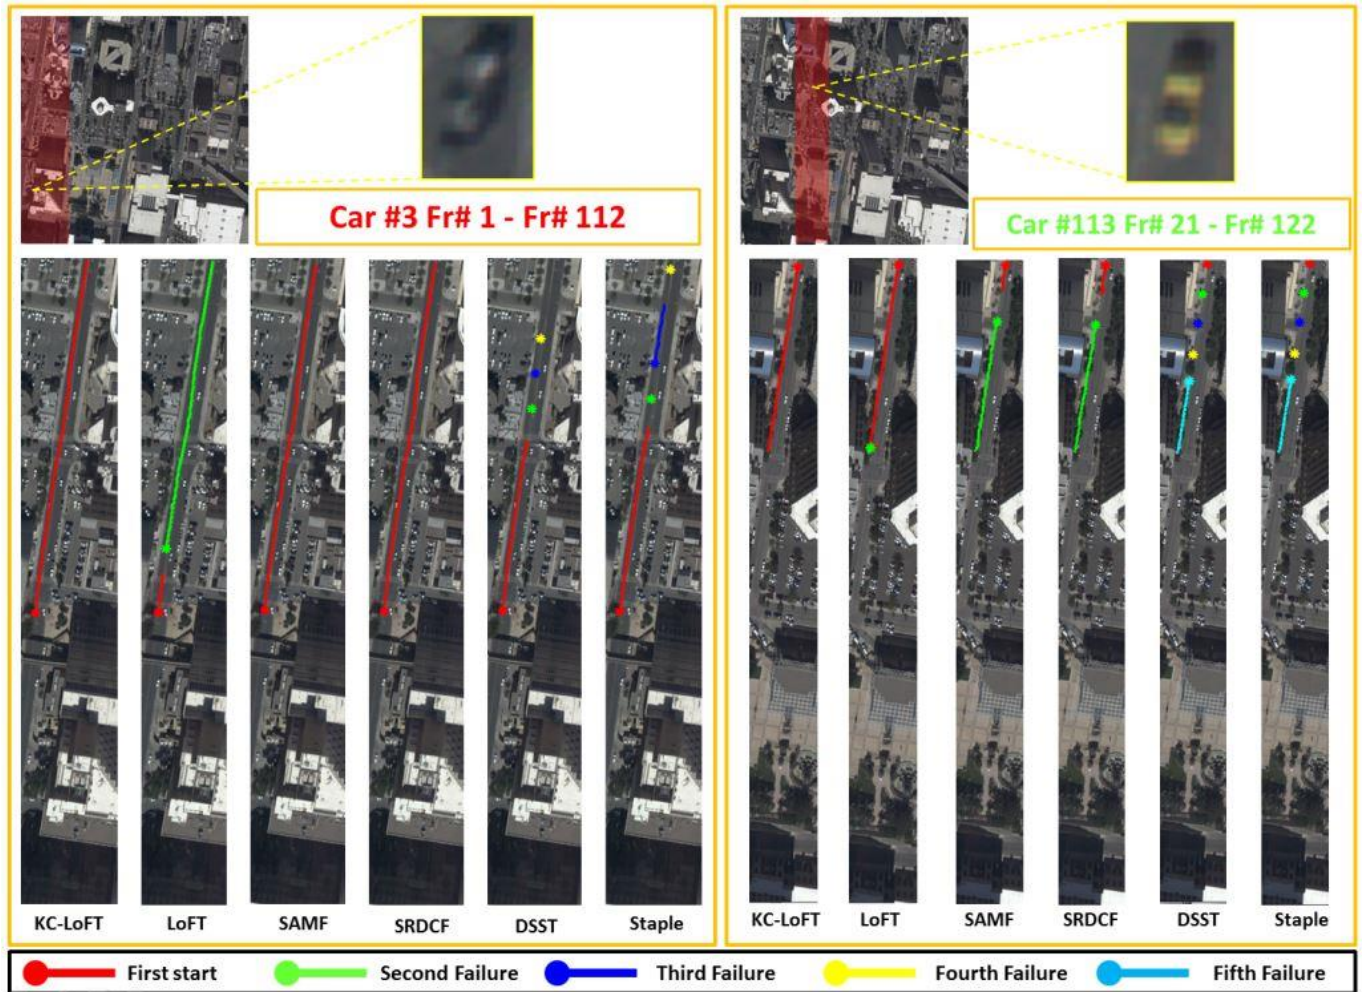 Car #3 Fr# 1 - Fr# 112
Car #113 Fr# 21 - Fr# 122
KC-LoFT LoFT SAMF SRDCF DSST Staple
KC-LoFT LoFT SAMF SRDCF DSST Staple
First start Second Failure Third Failure Fourth Failure Fifth Failure